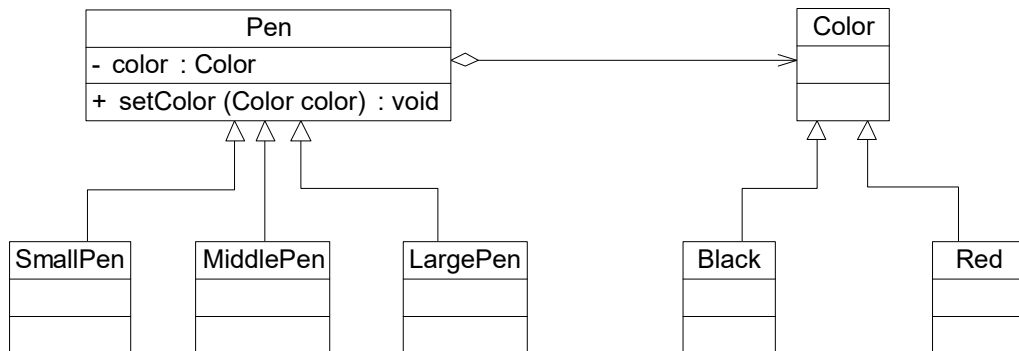 Pen
- color : Color
+ setColor (Color color) : void
Color
SmallPen
MiddlePen
LargePen
Black
Red